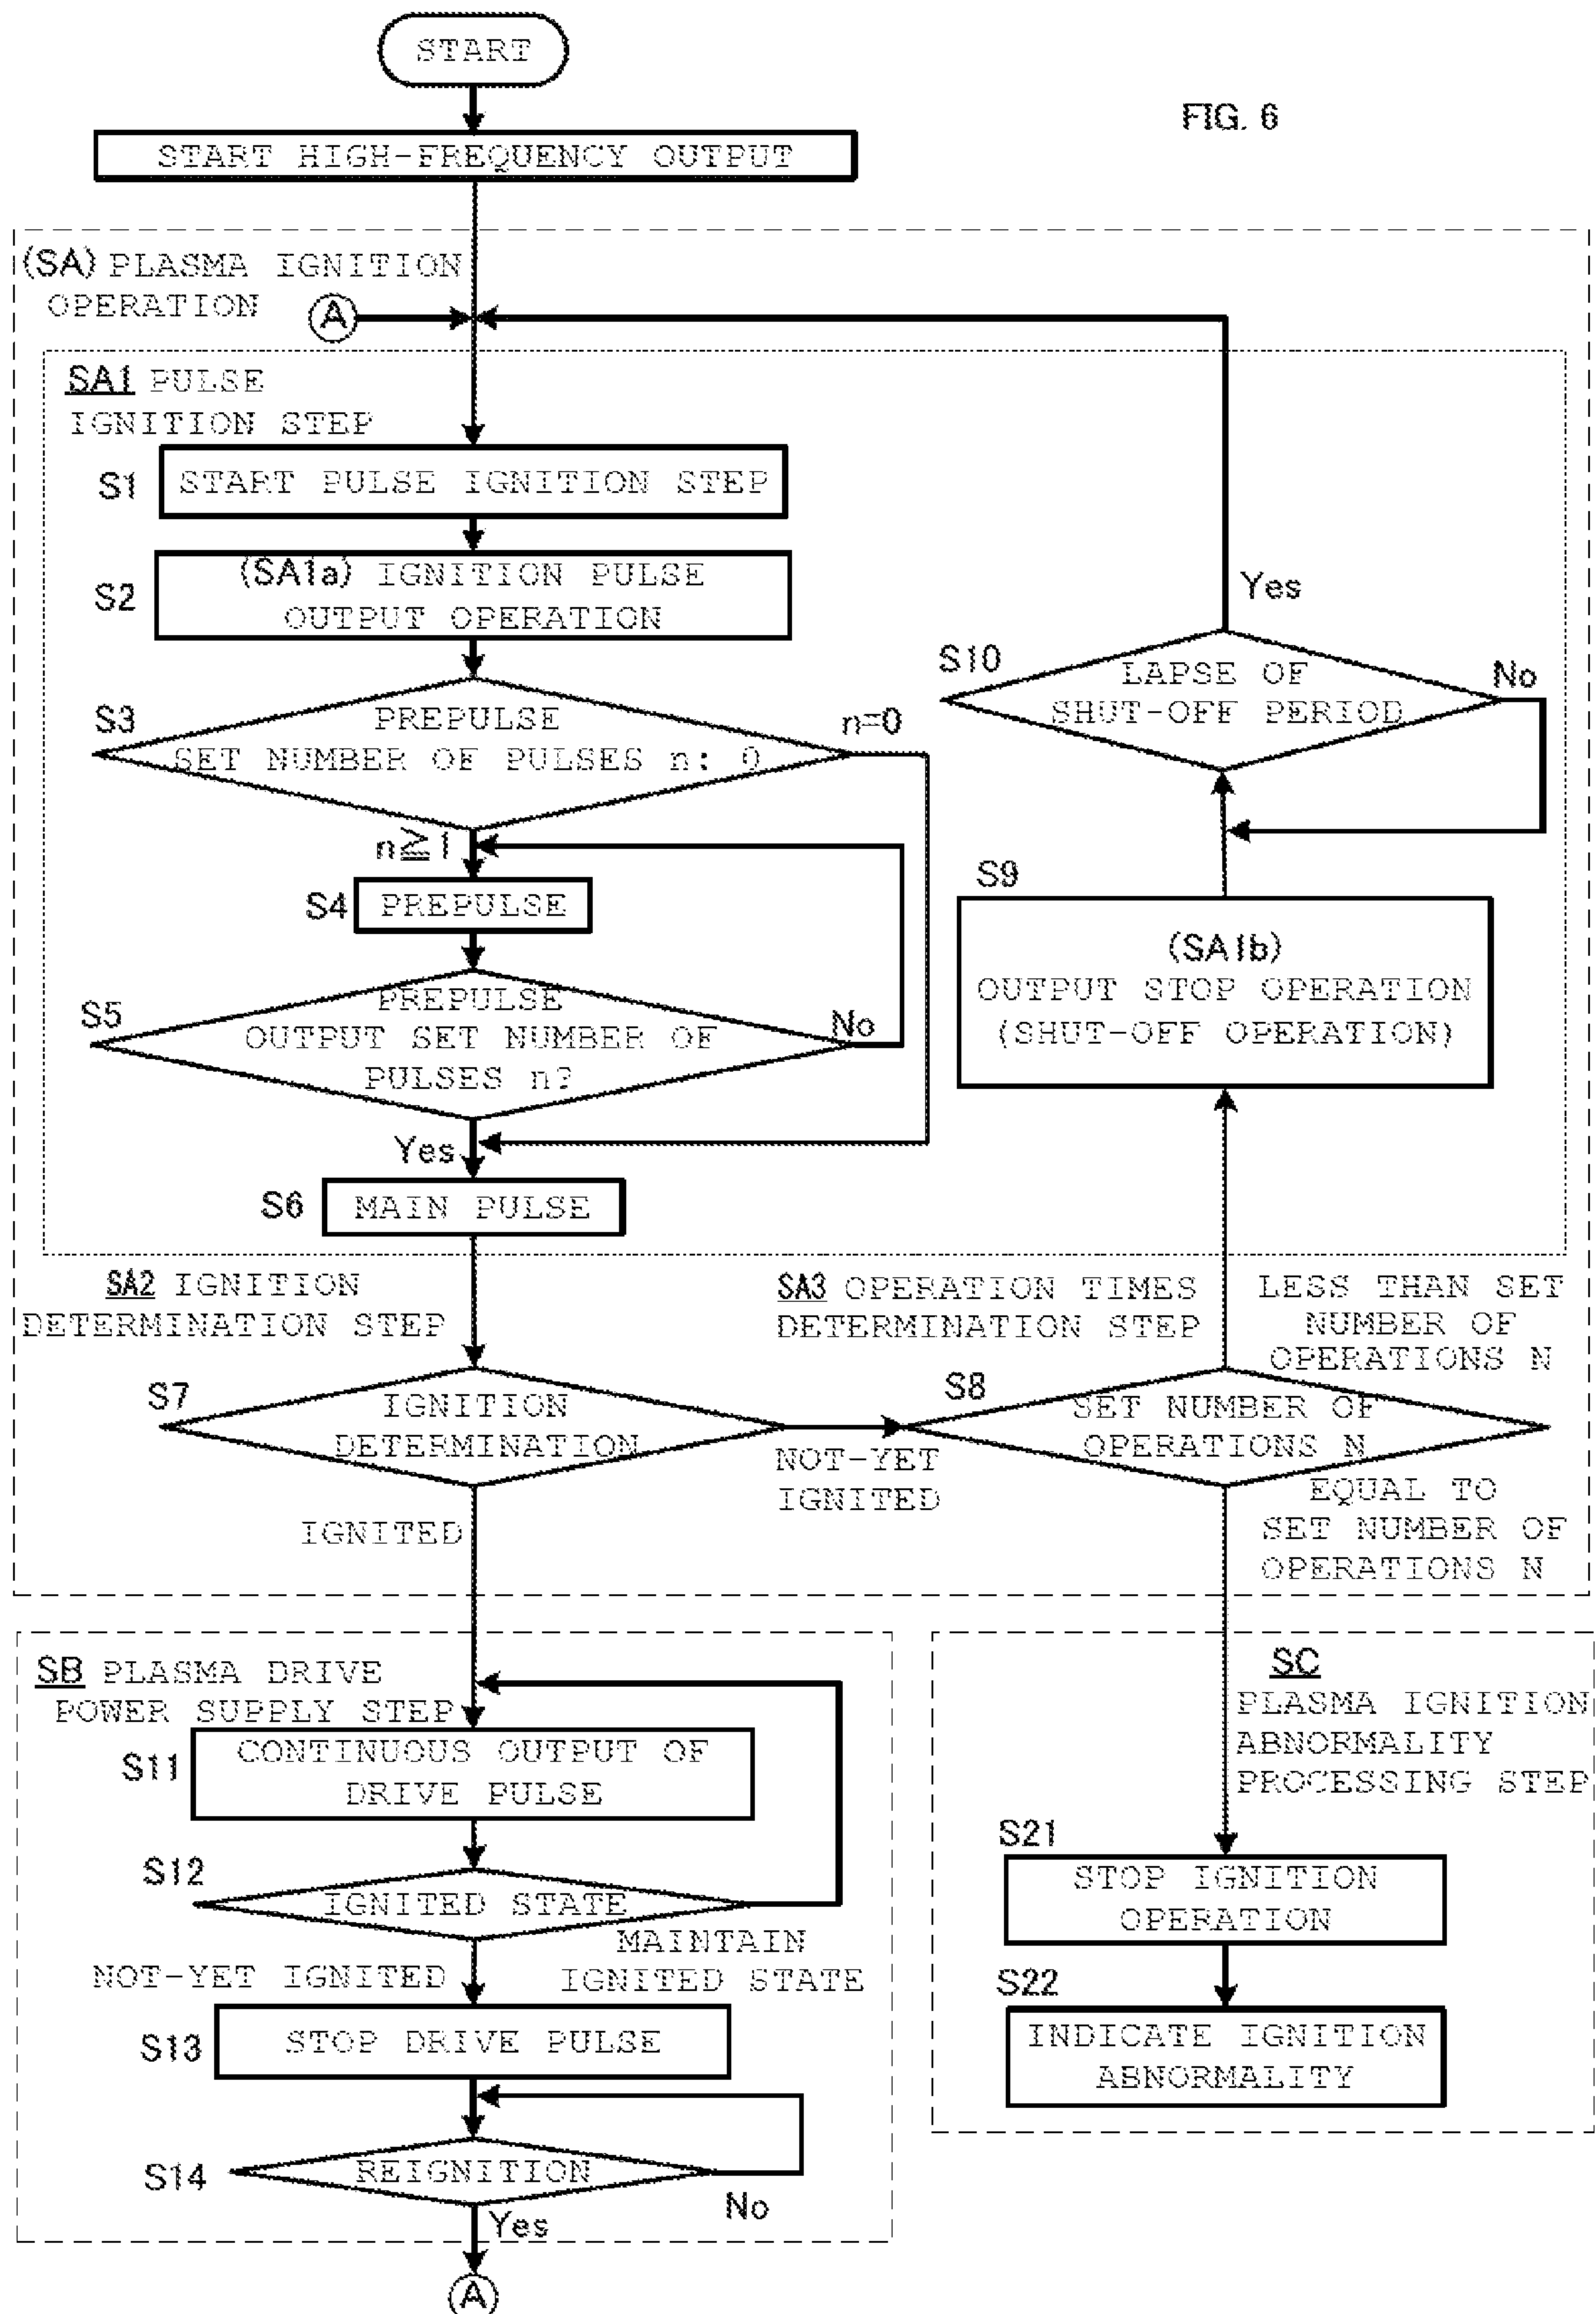 START
FIG. 6
START HIGH-FREQUENCY OUTPUT
(SA) PLASMA IGNITION
OPERATION
A
SA1 PULSE
IGNITION STEP
S1
START PULSE IGNITION STEP
S2
(SA1a) IGNITION PULSE
OUTPUT OPERATION
S3
PREPULSE
SET NUMBER OF PULSES n: 0
n=0
n≧1
S4
PREPULSE
S5
PREPULSE
OUTPUT SET NUMBER OF
PULSES n?
No
Yes
S6
MAIN PULSE
Yes
S10
LAPSE OF
SHUT-OFF PERIOD
No
S9
(SA1b)
OUTPUT STOP OPERATION
(SHUT-OFF OPERATION)
SA2 IGNITION
DETERMINATION STEP
SA3 OPERATION TIMES
DETERMINATION STEP
LESS THAN SET
NUMBER OF
OPERATIONS N
S7
IGNITION
DETERMINATION
NOT-YET
IGNITED
S8
SET NUMBER OF
OPERATIONS N
IGNITED
EQUAL TO
SET NUMBER OF
OPERATIONS N
SB PLASMA DRIVE
POWER SUPPLY STEP
S11
CONTINUOUS OUTPUT OF
DRIVE PULSE
S12
IGNITED STATE
MAINTAIN
IGNITED STATE
NOT-YET IGNITED
S13
STOP DRIVE PULSE
S14
REIGNITION
No
Yes
A
SC
PLASMA IGNITION
ABNORMALITY
PROCESSING STEP
S21
STOP IGNITION
OPERATION
S22
INDICATE IGNITION
ABNORMALITY